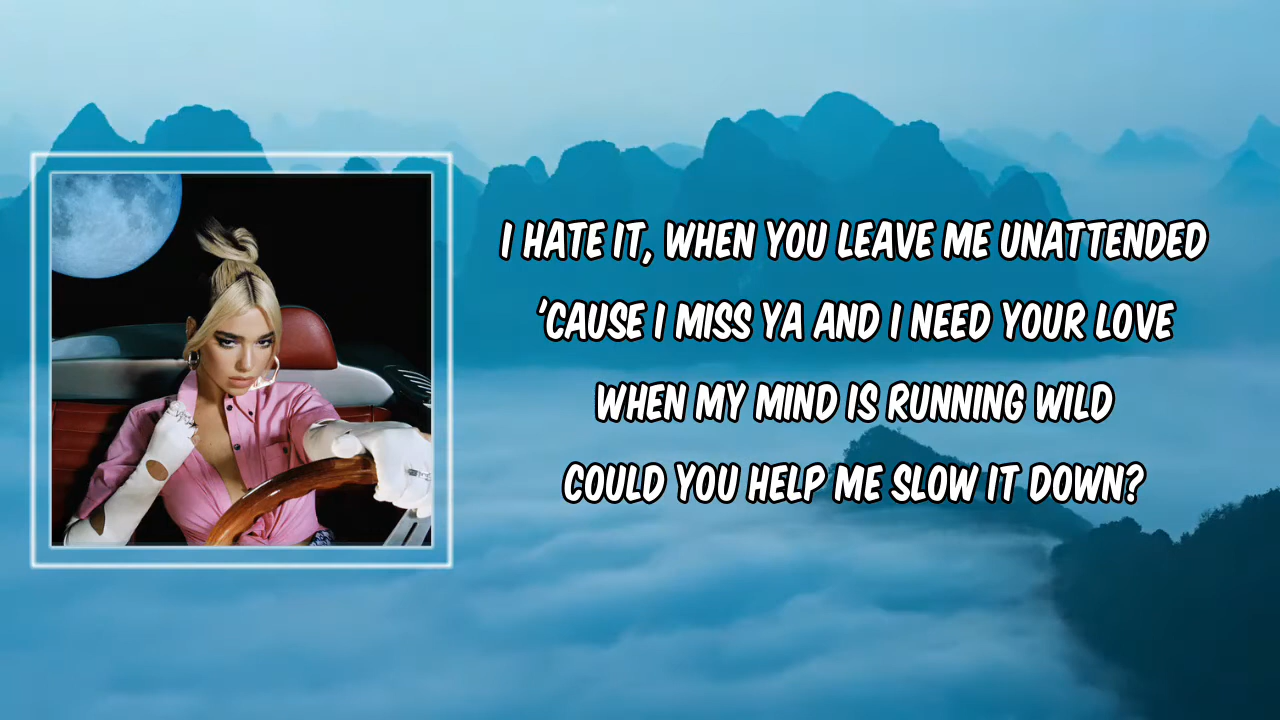 I HATE IT, WHEN YOU LEAVE ME UNATTENDED
'CAUSE I MISS YA AND I NEED YOUR LOVE
WHEN MY MIND IS RUNNING WILD
COULD YOU HELP ME SLOW IT DOWN?